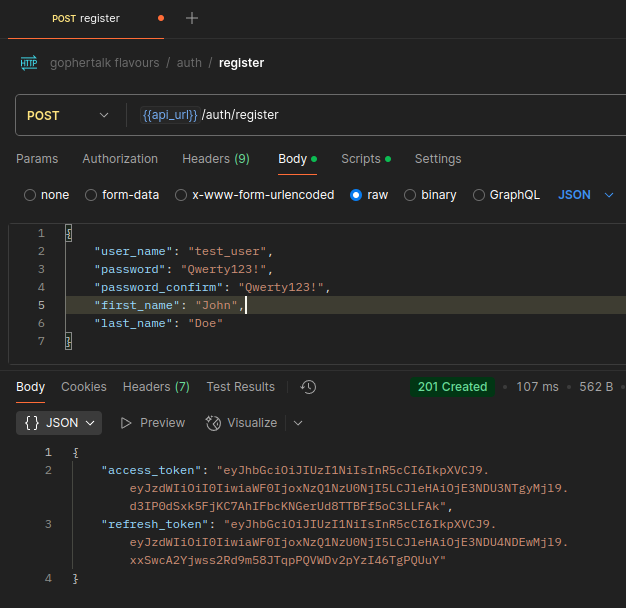 POST register
HTTP gophertalk flavours / auth / register
POST {{api_url}}/auth/register
Params Authorization Headers (9) Body Scripts Settings
none form-data x-www-form-urlencoded raw binary GraphQL JSON
1 {
2 "user_name": "test_user",
3 "password": "Qwerty123!",
4 "password_confirm": "Qwerty123!",
5 "first_name": "John",
6 "last_name": "Doe"
7 }
Body Cookies Headers (7) Test Results 201 Created • 107 ms • 562 B
{} JSON Preview Visualize
1 {
2 "access_token": "eyJhbGciOiJIUzI1NiIsInR5cCI6IkpXVCJ9.
eyJzdWIiOiI0IiwiaWF0IjoxNzQ1NzU0NjI5LCJleHAiOjE3NDU3NTgyMjl9.
d3IP0dSxk5FjKC7AhIFbcKNGerUd8TTBFf5oC3LLFAk",
3 "refresh_token": "eyJhbGciOiJIUzI1NiIsInR5cCI6IkpXVCJ9.
eyJzdWIiOiI0IiwiaWF0IjoxNzQ1NzU0NjI5LCJleHAiOjE3NDU4NDEwMjl9.
xxSwcA2Yjwss2Rd9m58JTqpPQVWDv2pYzI46TgPQUuY"
4 }